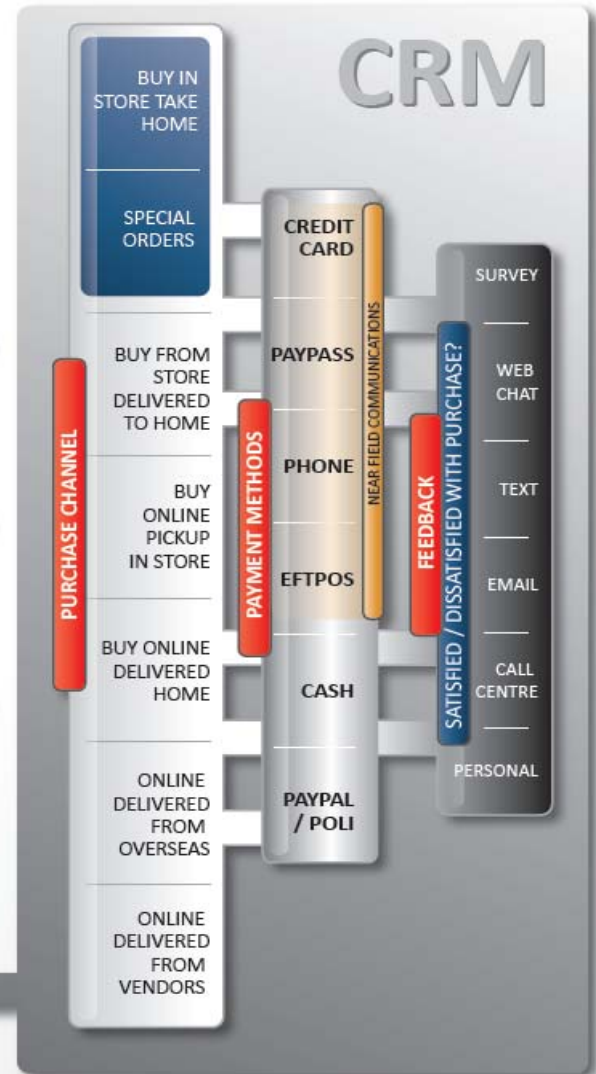 CRM
PURCHASE CHANNEL
BUY IN
STORE TAKE
HOME
SPECIAL
ORDERS
BUY FROM
STORE
DELIVERED
TO HOME
BUY
ONLINE
PICKUP
IN STORE
BUY ONLINE
DELIVERED
HOME
ONLINE
DELIVERED
FROM
OVERSEAS
ONLINE
DELIVERED
FROM
VENDORS
PAYMENT METHODS
CREDIT
CARD
PAYPASS
PHONE
EFTPOS
CASH
PAYPAL
/ POLI
NEAR FIELD COMMUNICATIONS
FEEDBACK
SATISFIED / DISSATISFIED WITH PURCHASE?
SURVEY
WEB
CHAT
TEXT
EMAIL
CALL
CENTRE
PERSONAL